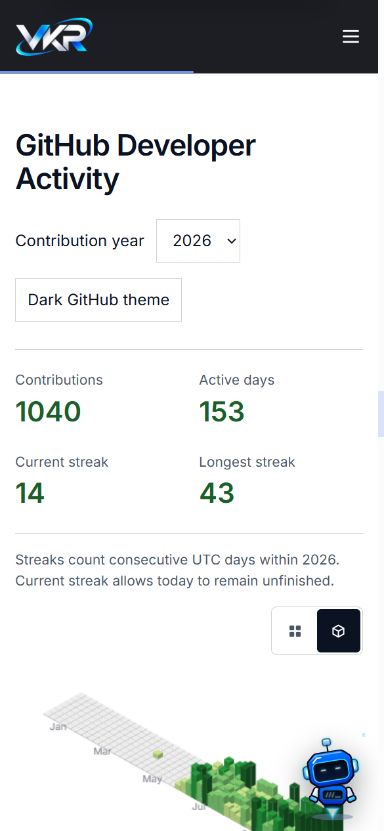 VKR
GitHub Developer
Activity
Contribution year
2026
Dark GitHub theme
Contributions
Active days
1040
153
Current streak
Longest streak
14
43
Streaks count consecutive UTC days within 2026.
Current streak allows today to remain unfinished.
Jan
Mar
May
Jul